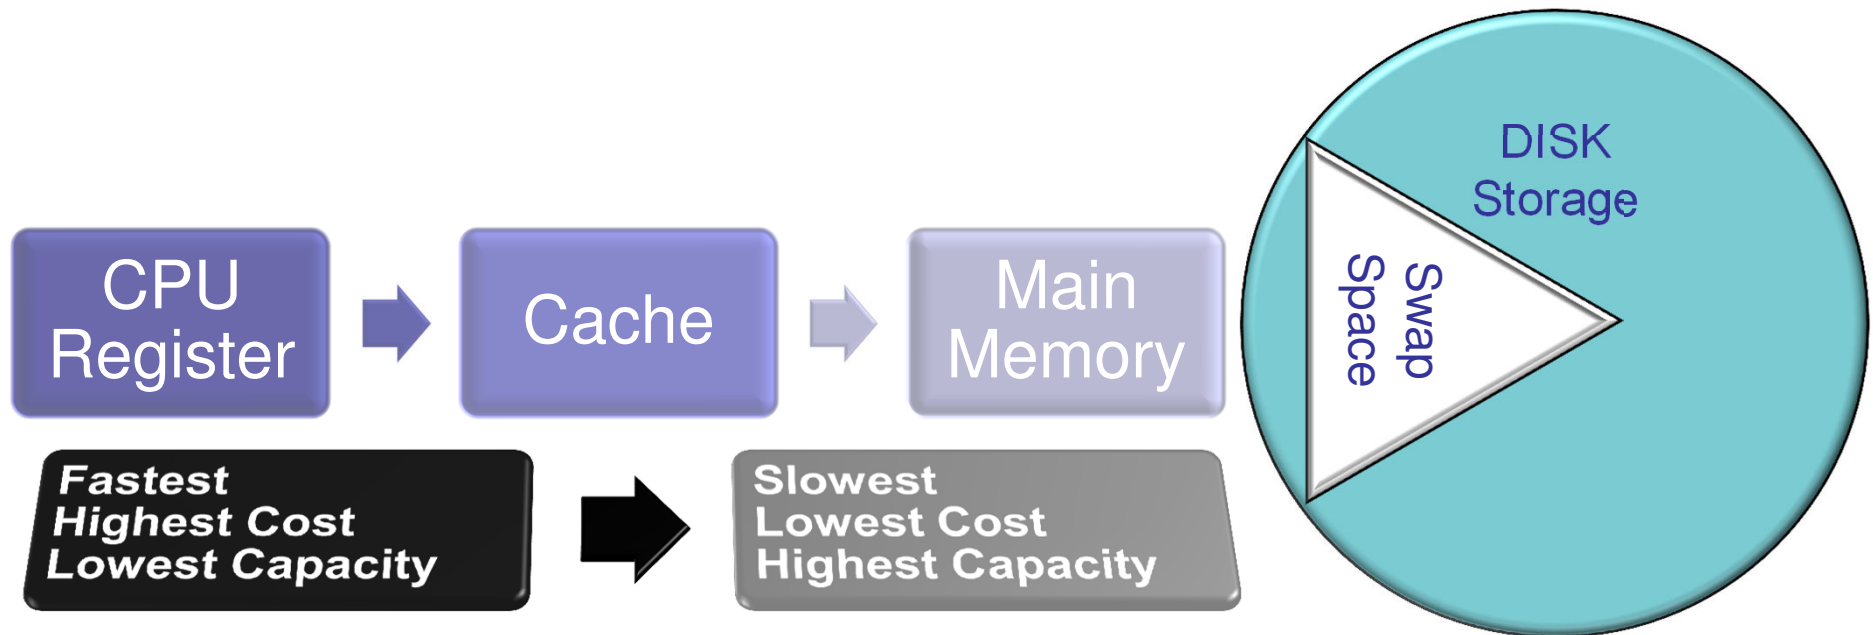 CPU
Register
Cache
Main
Memory
DISK
Storage
Swap
Space
Fastest
Highest Cost
Lowest Capacity
Slowest
Lowest Cost
Highest Capacity